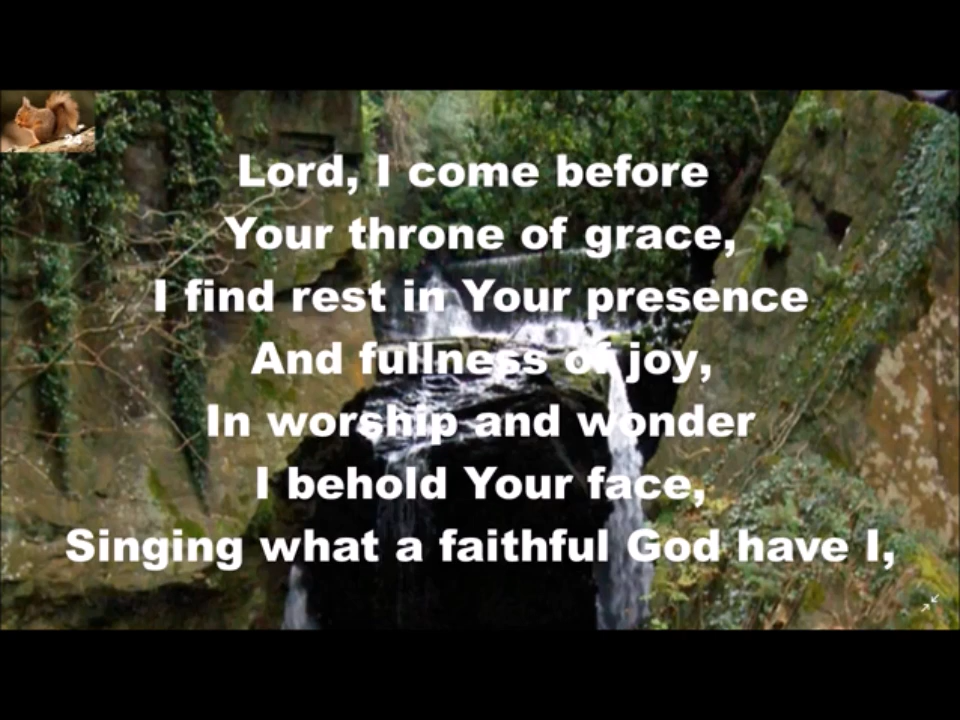 Lord, I come before
Your throne of grace,
I find rest in Your presence
And fullness of joy,
In worship and wonder
I behold Your face,
Singing what a faithful God have I,